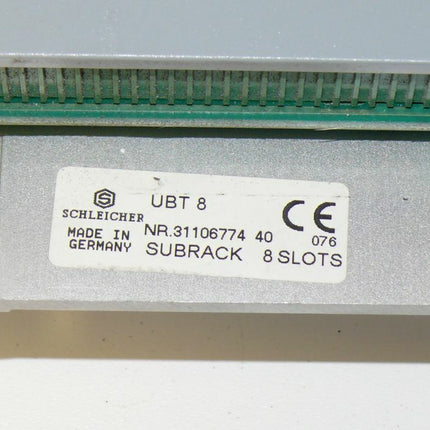 UBT 8
SCHLEICHER
CE
MADE IN GERMANY
NR.31106774 40
076
SUBRACK 8 SLOTS